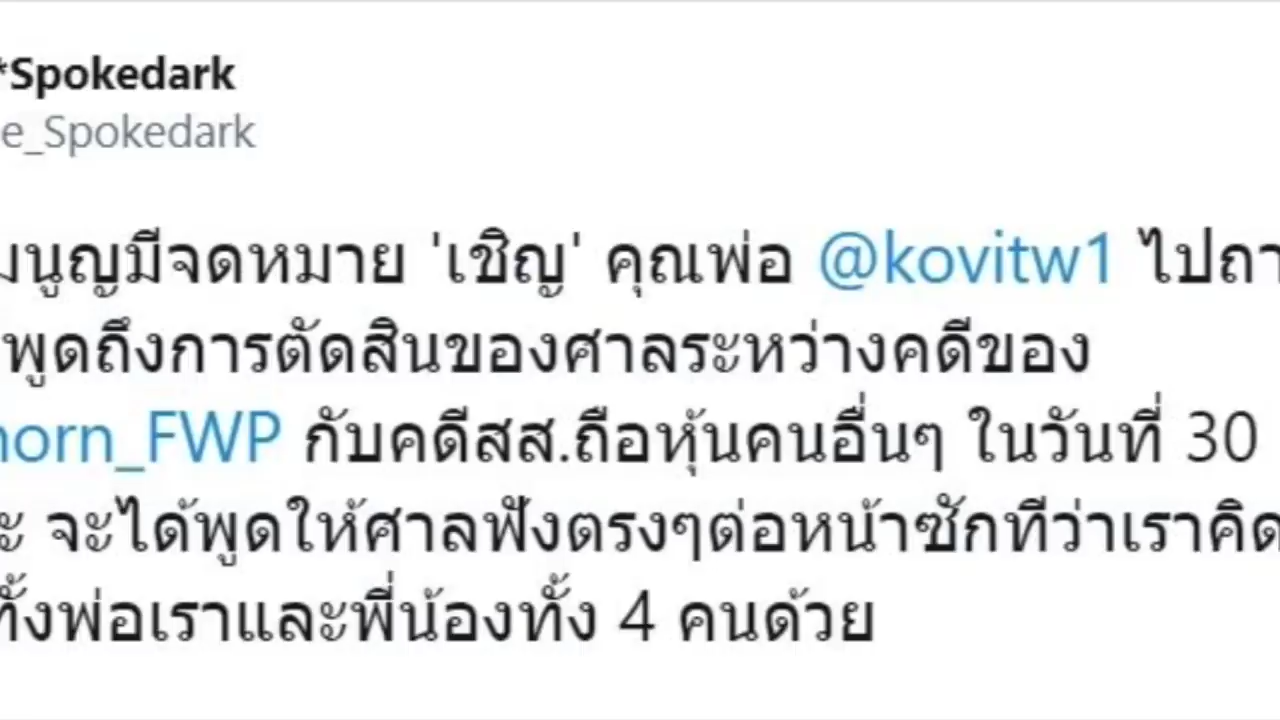 *Spokedark
e_Spokedark
มนูญมีจดหมาย 'เชิญ' คุณพ่อ @kovitw1 ไปถา
พูดถึงการตัดสินของศาลระหว่างคดีของ
horn_FWP กับคดีสส.ถือหุ้นคนอื่นๆ ในวันที่ 30
ะ จะได้พูดให้ศาลฟังตรงๆต่อหน้าซักทีว่าเราคิด
ทั้งพ่อเราและพี่น้องทั้ง 4 คนด้วย